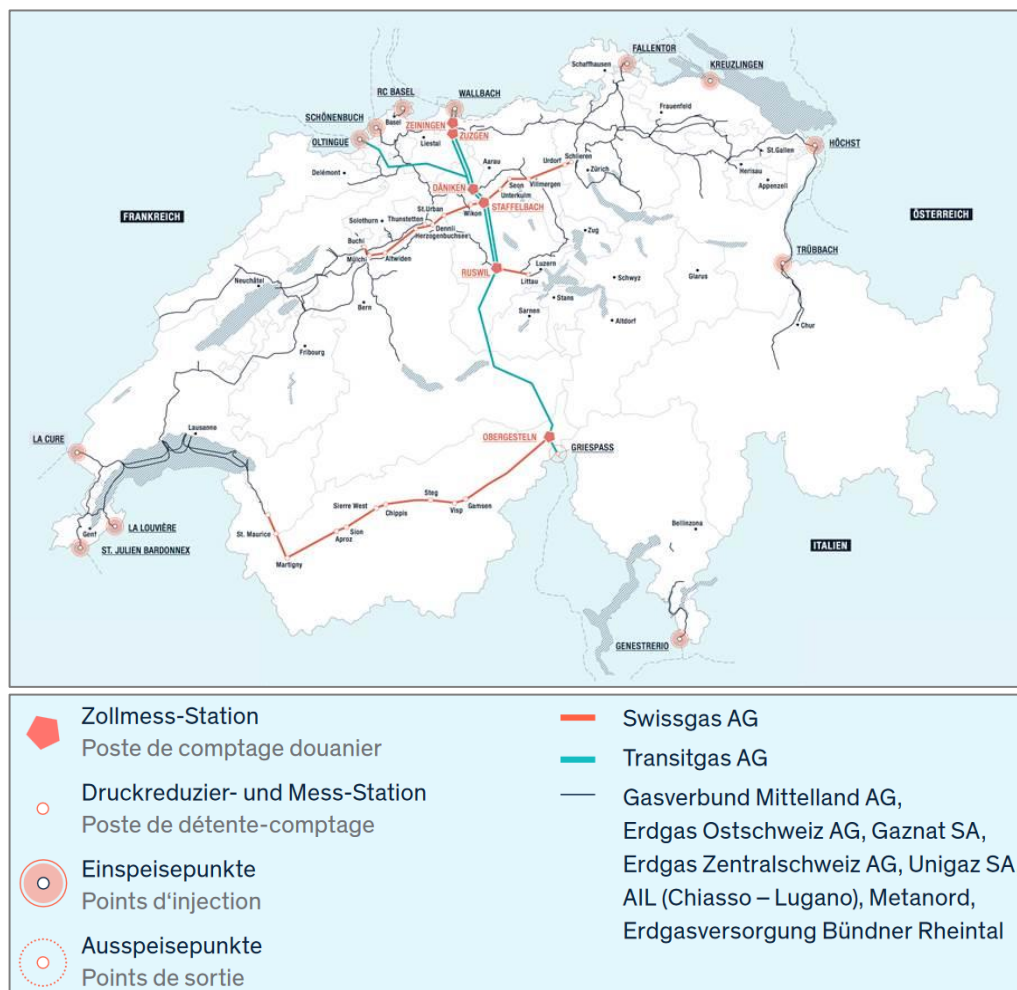 FALLENTOR
Schaffhausen
KREUZLINGEN
RC BASEL
WALLBACH
Frauenfeld
SCHÖNENBUCH
Basel
ZEININGEN
ZUZGEN
OLTINGUE
Liestal
HÖCHST
St.Gallen
Urdorf
Schlieren
Aarau
Herisau
Zürich
Delémont
Seon
Villmergen
Appenzell
DÄNIKEN
Unterkulm
STAFFELBACH
St.Urban
Wikon
FRANKREICH
ÖSTERREICH
Solothurn
Thunstetten
Dennli
Herzogenbuchsee
Zug
Buchi
Mülchi
Altwiden
TRÜBBACH
RUSWIL
Luzern
Littau
Schwyz
Glarus
Neuchâtel
Stans
Bern
Sarnen
Altdorf
Chur
Fribourg
Lausanne
LA CURE
OBERGESTELN
GRIESPASS
Steg
Sierre West
Chippis
Visp
Gamsen
LA LOUVIÈRE
Genf
St. Maurice
Sion
Aproz
Bellinzona
ST. JULIEN BARDONNEX
ITALIEN
Martigny
GENESTRERIO
Zollmess-Station
Poste de comptage douanier
Druckreduzier- und Mess-Station
Poste de détente-comptage
Einspeisepunkte
Points d‘injection
Ausspeisepunkte
Points de sortie
Swissgas AG
Transitgas AG
Gasverbund Mittelland AG,
Erdgas Ostschweiz AG, Gaznat SA,
Erdgas Zentralschweiz AG, Unigaz SA
AIL (Chiasso – Lugano), Metanord,
Erdgasversorgung Bündner Rheintal